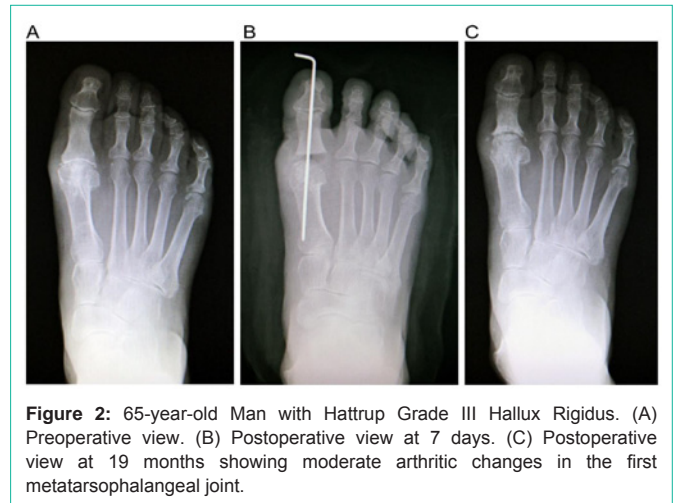 A
B
C
Figure 2: 65-year-old Man with Hattrup Grade III Hallux Rigidus. (A)
Preoperative view. (B) Postoperative view at 7 days. (C) Postoperative
view at 19 months showing moderate arthritic changes in the first
metatarsophalangeal joint.